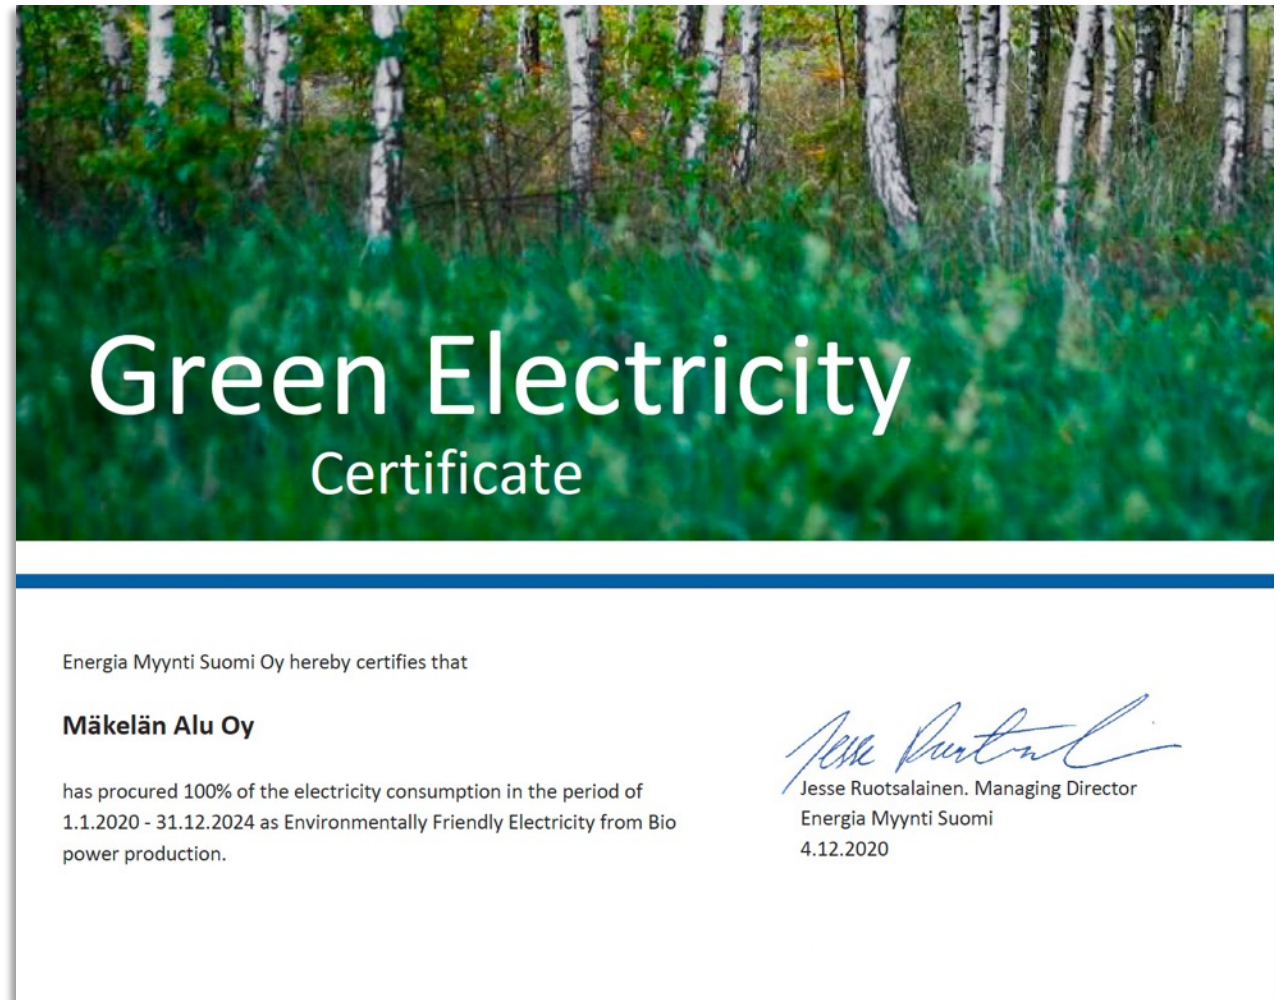 Green Electricity
Certificate
Energia Myynti Suomi Oy hereby certifies that
Mäkelän Alu Oy
has procured 100% of the electricity consumption in the period of
1.1.2020 - 31.12.2024 as Environmentally Friendly Electricity from Bio
power production.
Jesse Ruotsalainen. Managing Director
Energia Myynti Suomi
4.12.2020